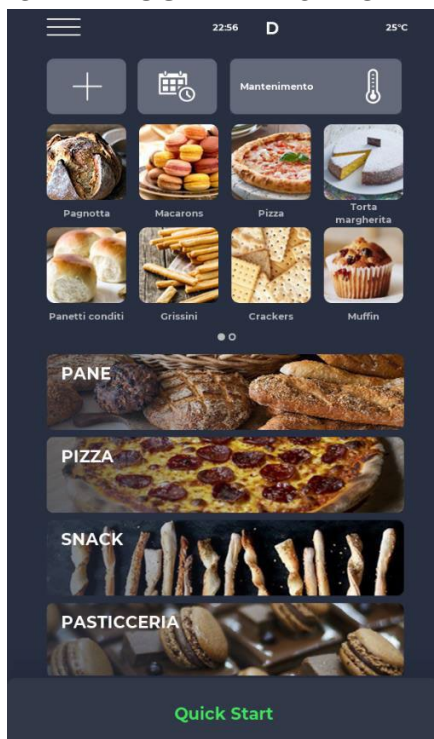 22:56 D 25°C
Mantenimento
Pagnotta Macarons Pizza Torta
margherita
Panetti conditi Grissini Crackers Muffin
PANE
PIZZA
SNACK
PASTICCERIA
Quick Start